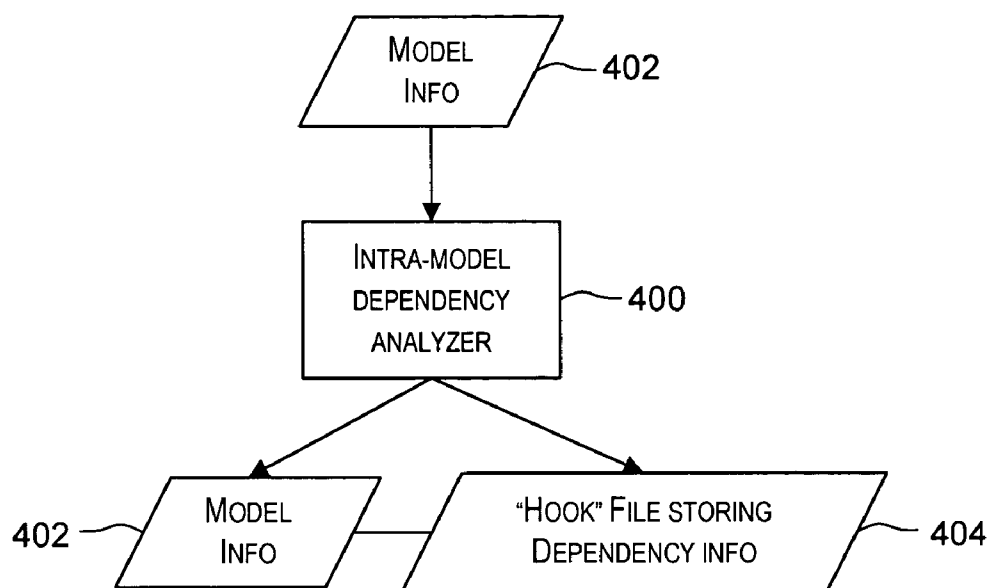 MODEL
INFO
402
INTRA-MODEL
DEPENDENCY
ANALYZER
400
MODEL
INFO
402
"HOOK" FILE STORING
DEPENDENCY INFO
404